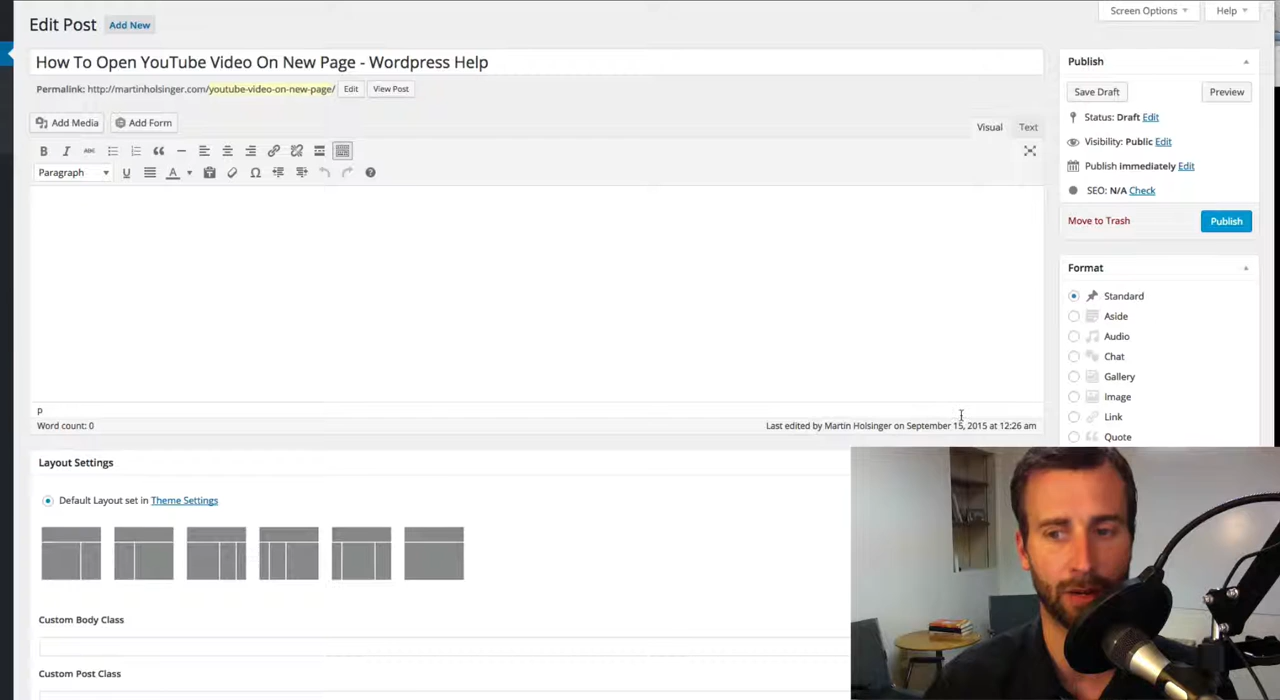 Screen Options
Help
Edit Post
Add New
How To Open YouTube Video On New Page - Wordpress Help
Permalink: http://martinholsinger.com/youtube-video-on-new-page/
Edit
View Post
Add Media
Add Form
Visual
Text
B I ABC
Paragraph
U
A
p
Word count: 0
Last edited by Martin Holsinger on September 15, 2015 at 12:26 am
Layout Settings
Default Layout set in Theme Settings
Custom Body Class
Custom Post Class
Publish
Save Draft
Preview
Status: Draft Edit
Visibility: Public Edit
Publish immediately Edit
SEO: N/A Check
Move to Trash
Publish
Format
Standard
Aside
Audio
Chat
Gallery
Image
Link
Quote